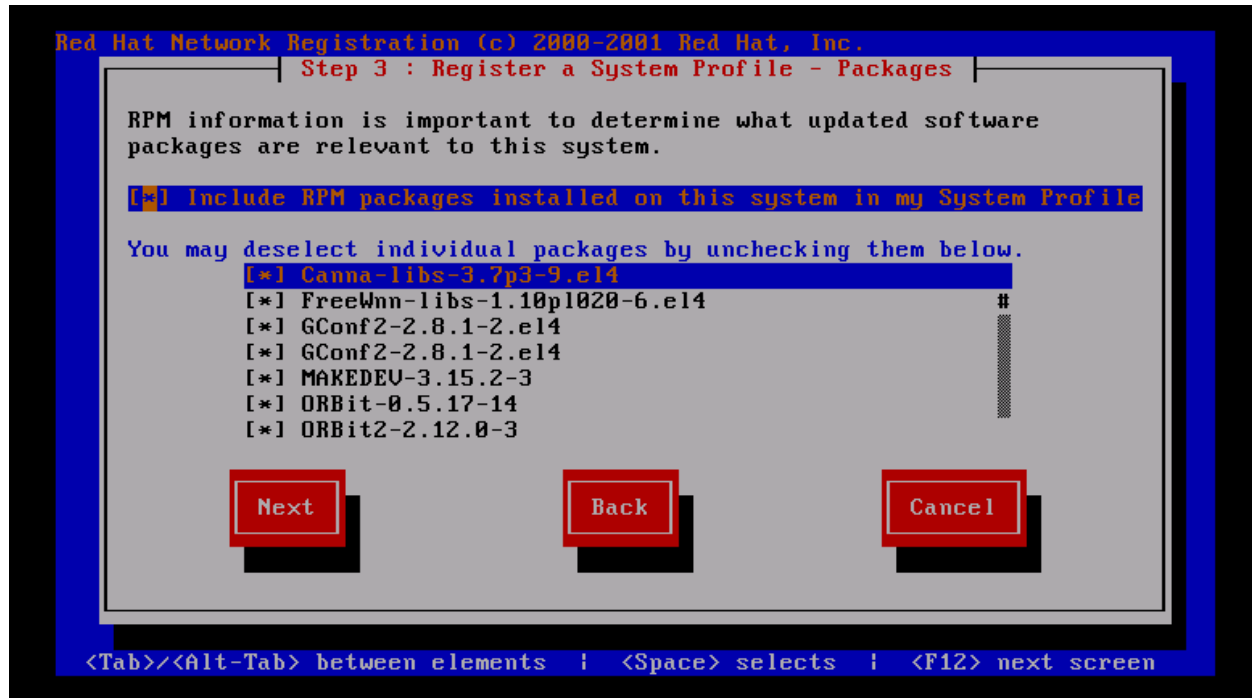 Red Hat Network Registration (c) 2000-2001 Red Hat, Inc.
Step 3 : Register a System Profile - Packages
RPM information is important to determine what updated software
packages are relevant to this system.
[*] Include RPM packages installed on this system in my System Profile
You may deselect individual packages by unchecking them below.
[*] Canna-libs-3.7p3-9.el4
[*] FreeWnn-libs-1.10pl020-6.el4 #
[*] GConf2-2.8.1-2.el4
[*] GConf2-2.8.1-2.el4
[*] MAKEDEV-3.15.2-3
[*] ORBit-0.5.17-14
[*] ORBit2-2.12.0-3
Next Back Cancel
<Tab>/<Alt-Tab> between elements | <Space> selects | <F12> next screen